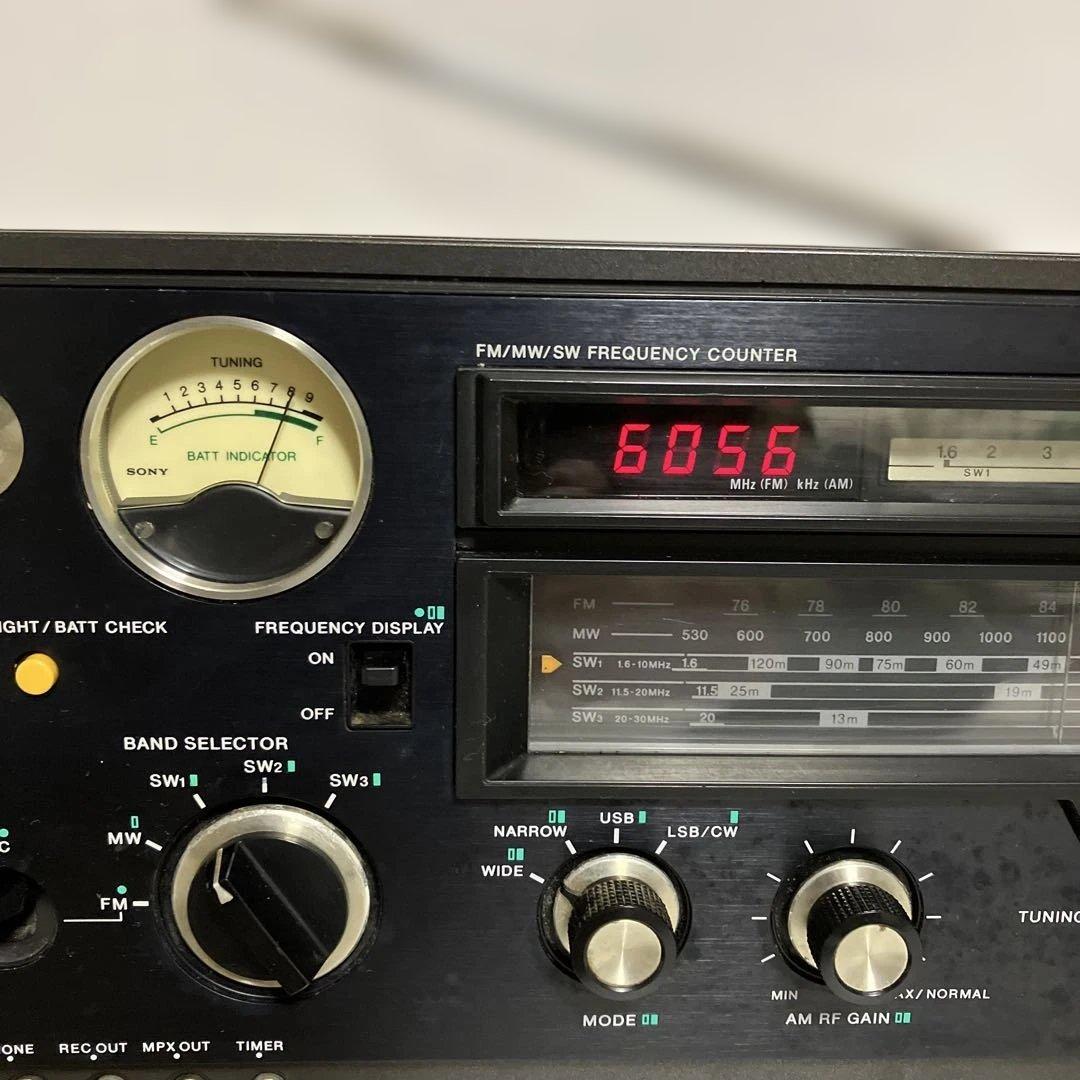 TUNING
1 2 3 4 5 6 7 8 9
E F
BATT INDICATOR
SONY
FM/MW/SW FREQUENCY COUNTER
6056
MHz (FM) kHz (AM)
1.6 2 3
SW1
/BATT CHECK
FREQUENCY DISPLAY
ON
OFF
FM 76 78 80 82 84
MW 530 600 700 800 900 1000 1100
SW1 1.6-10MHz 1.6 120m 90m 75m 60m 49m
SW2 11.5-20MHz 11.5 25m 19m
SW3 20-30MHz 20 13m
BAND SELECTOR
SW1 SW2 SW3
MW
FM
NARROW USB LSB/CW
WIDE
MODE
TUNING
MIN /NORMAL
AM RF GAIN
REC OUT MPX OUT TIMER